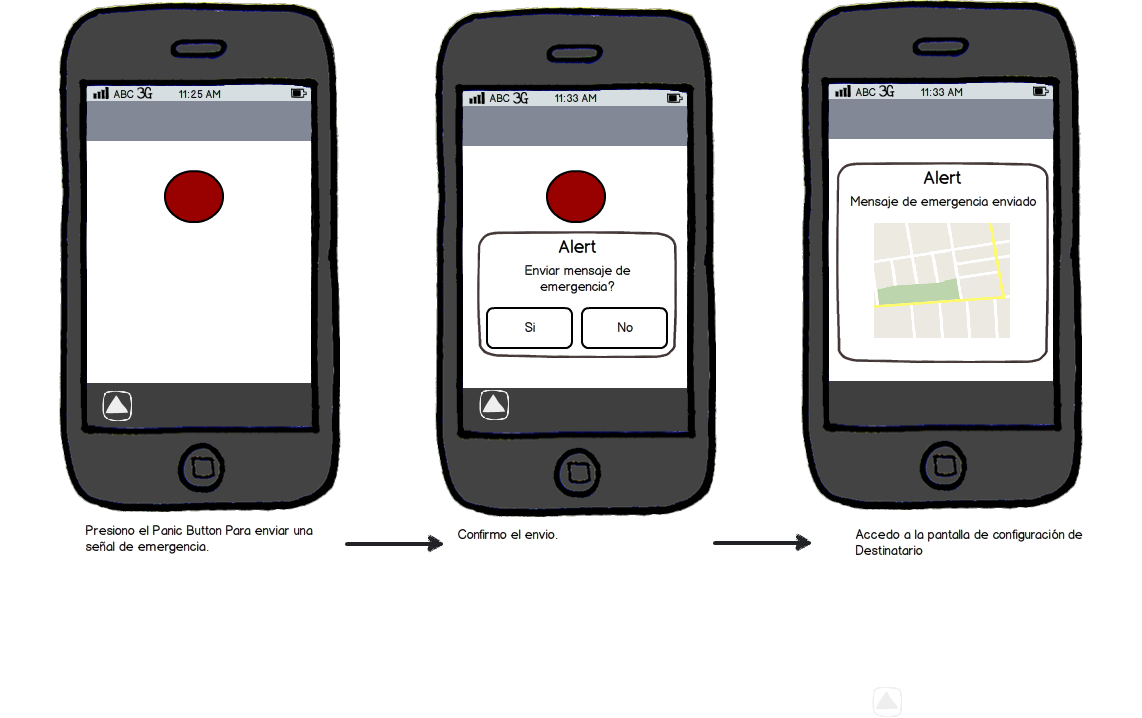 ABC 3G 11:25 AM
Presiono el Panic Button Para enviar una
señal de emergencia.
ABC 3G 11:33 AM
Alert
Enviar mensaje de
emergencia?
Si No
Confirmo el envio.
ABC 3G 11:33 AM
Alert
Mensaje de emergencia enviado
Accedo a la pantalla de configuración de
Destinatario